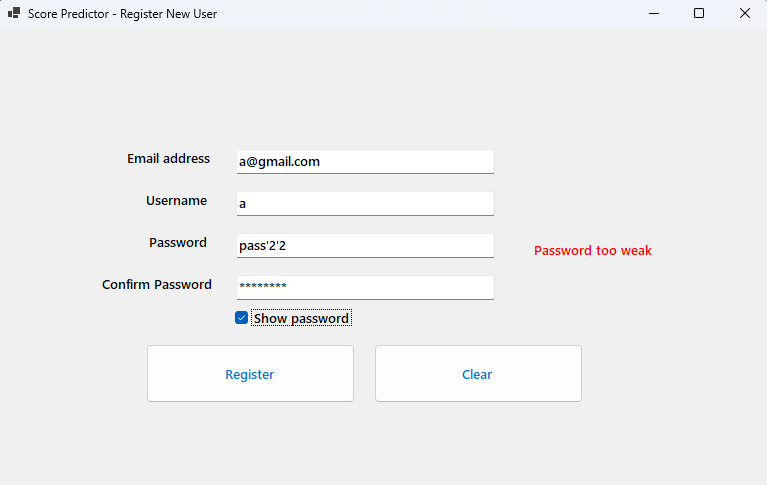 Score Predictor - Register New User
Email address a@gmail.com
Username a
Password pass'2'2
Password too weak
Confirm Password ********
Show password
Register Clear